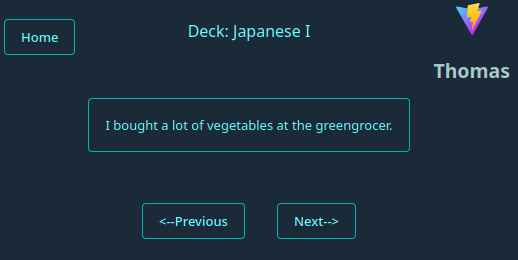 Home
Deck: Japanese I
Thomas
I bought a lot of vegetables at the greengrocer.
<--Previous
Next-->